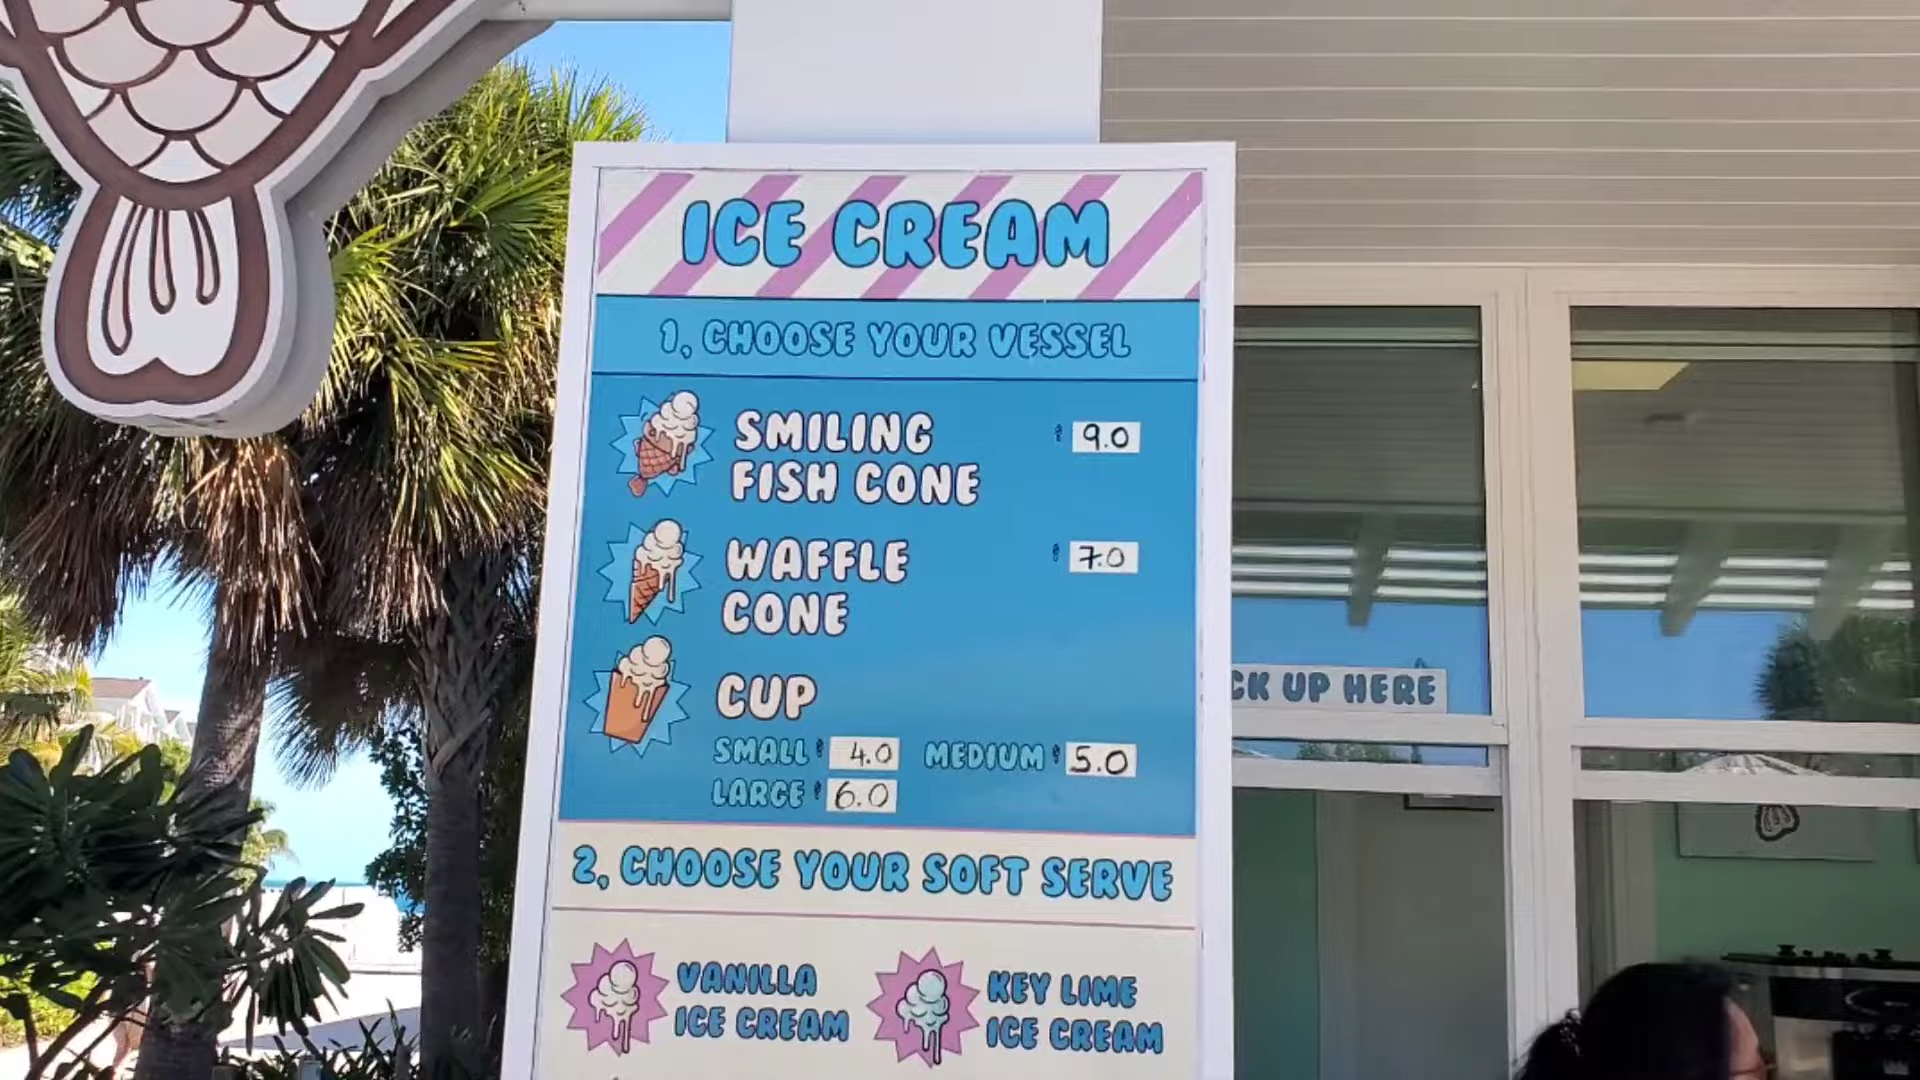 ICE CREAM
1, CHOOSE YOUR VESSEL
SMILING
FISH CONE
$ 9.0
WAFFLE
CONE
$ 7.0
CUP
SMALL $ 4.0 MEDIUM $ 5.0
LARGE $ 6.0
CK UP HERE
2, CHOOSE YOUR SOFT SERVE
VANILLA
ICE CREAM
KEY LIME
ICE CREAM